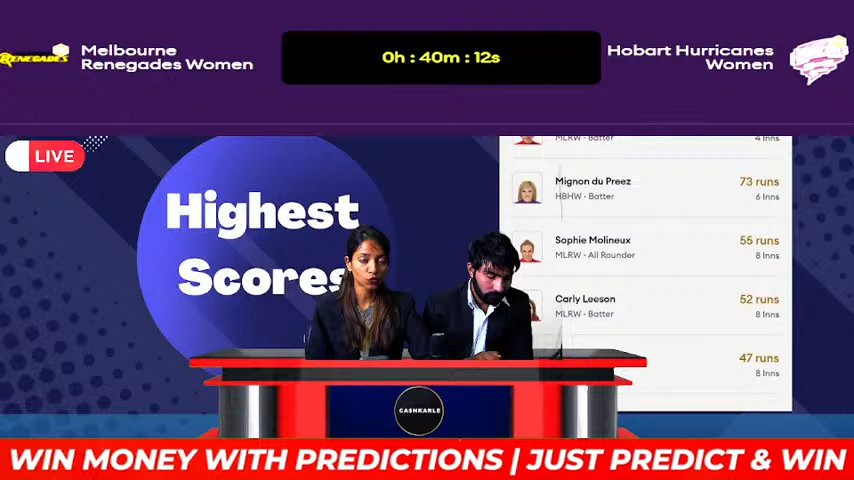 RENEGADES
Melbourne
Renegades Women
0h : 40m : 12s
Hobart Hurricanes
Women
LIVE
Highest
Scores
MLRW · Batter
4 Inns
Mignon du Preez
73 runs
HBHW · Batter
6 Inns
Sophie Molineux
55 runs
MLRW · All Rounder
8 Inns
Carly Leeson
52 runs
MLRW · Batter
8 Inns
47 runs
8 Inns
CASHKARLE
WIN MONEY WITH PREDICTIONS | JUST PREDICT & WIN